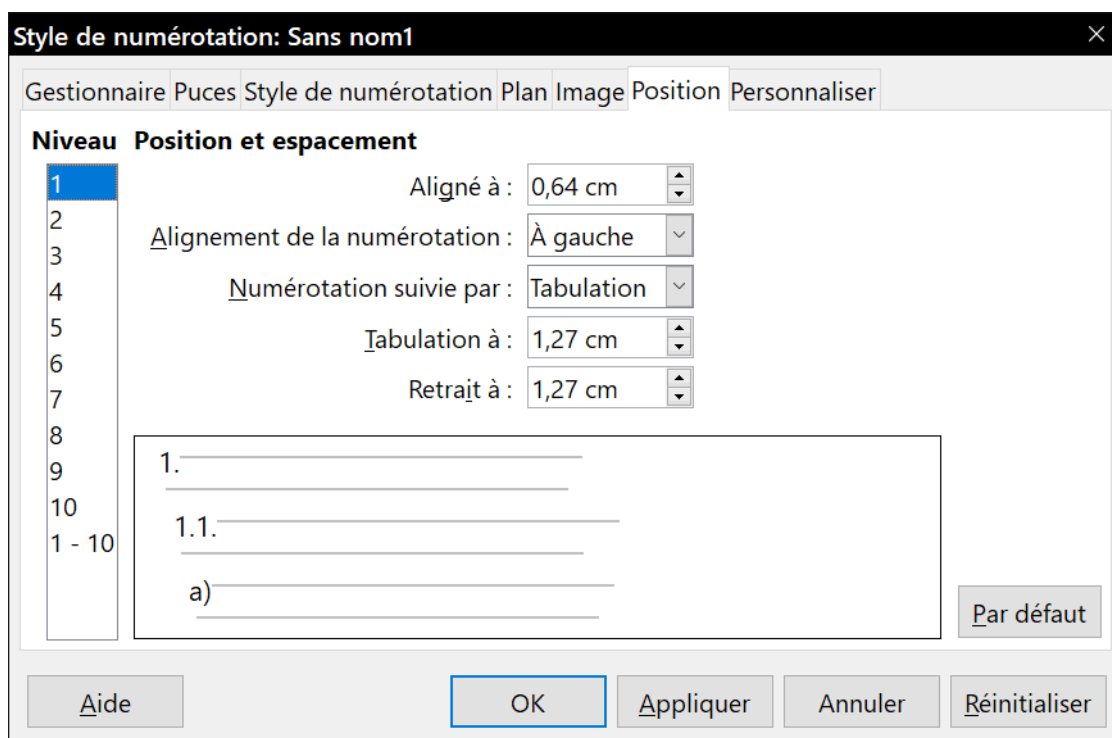 Style de numérotation: Sans nom1
Gestionnaire Puces Style de numérotation Plan Image Position Personnaliser
Niveau Position et espacement
1
2
3
4
5
6
7
8
9
10
1 - 10
Aligné à : 0,64 cm
Alignement de la numérotation : À gauche
Numérotation suivie par : Tabulation
Tabulation à : 1,27 cm
Retrait à : 1,27 cm
1.
1.1.
a)
Par défaut
Aide OK Appliquer Annuler Réinitialiser